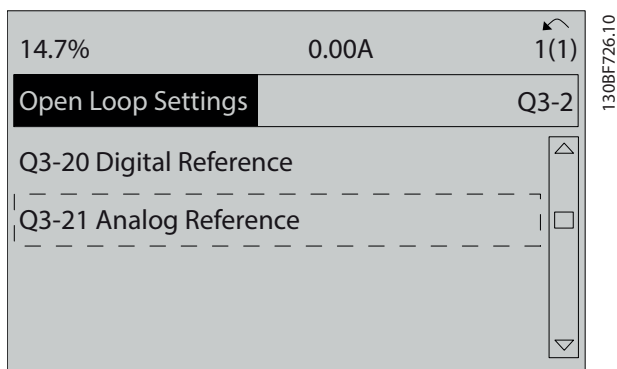 14.7% 0.00A 1(1)
Open Loop Settings Q3-2
Q3-20 Digital Reference
Q3-21 Analog Reference
130BF726.10